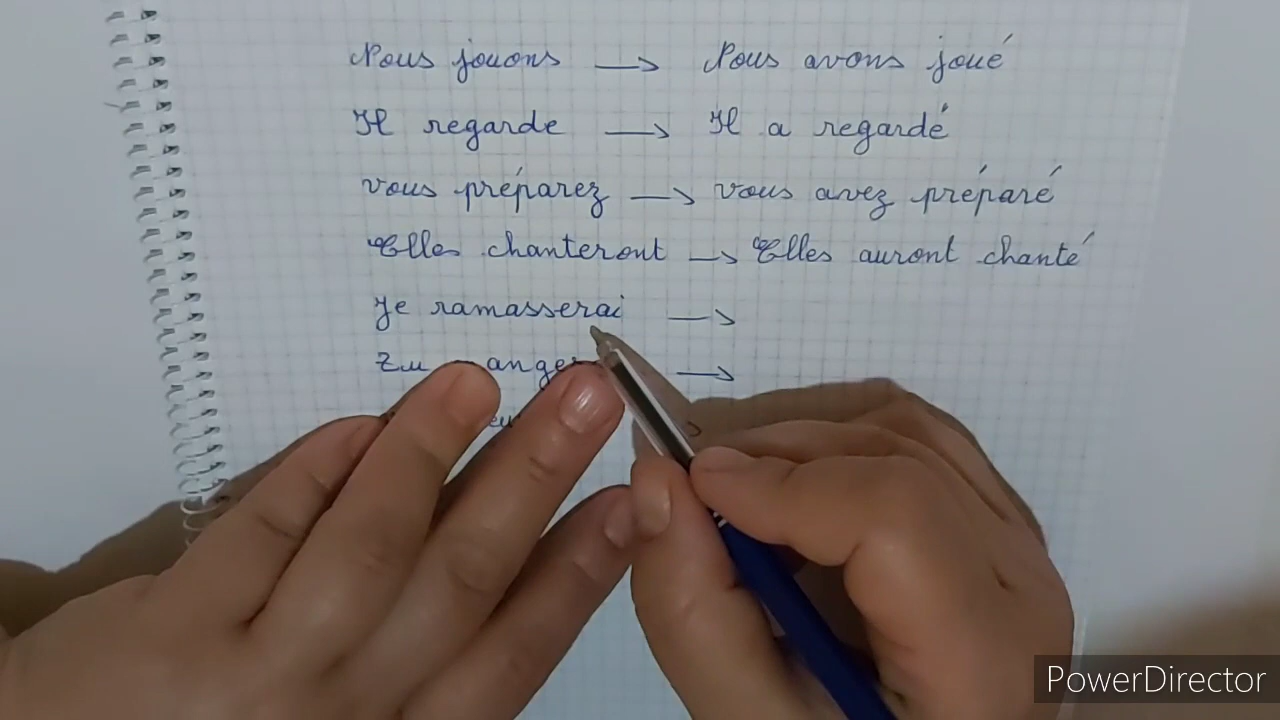 Nous jouons → Nous avons joué
Il regarde → Il a regardé
vous préparez → vous avez préparé
Elles chanteront → Elles auront chanté
Je ramasserai →
Tu →
PowerDirector